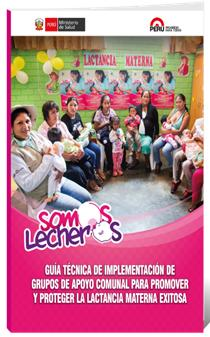 PERÚ
Ministerio
de Salud
PERÚ
LACTANCIA MATERNA
SOMOS
LECHEROS
GUÍA TÉCNICA DE IMPLEMENTACIÓN DE
GRUPOS DE APOYO COMUNAL PARA PROMOVER
Y PROTEGER LA LACTANCIA MATERNA EXITOSA